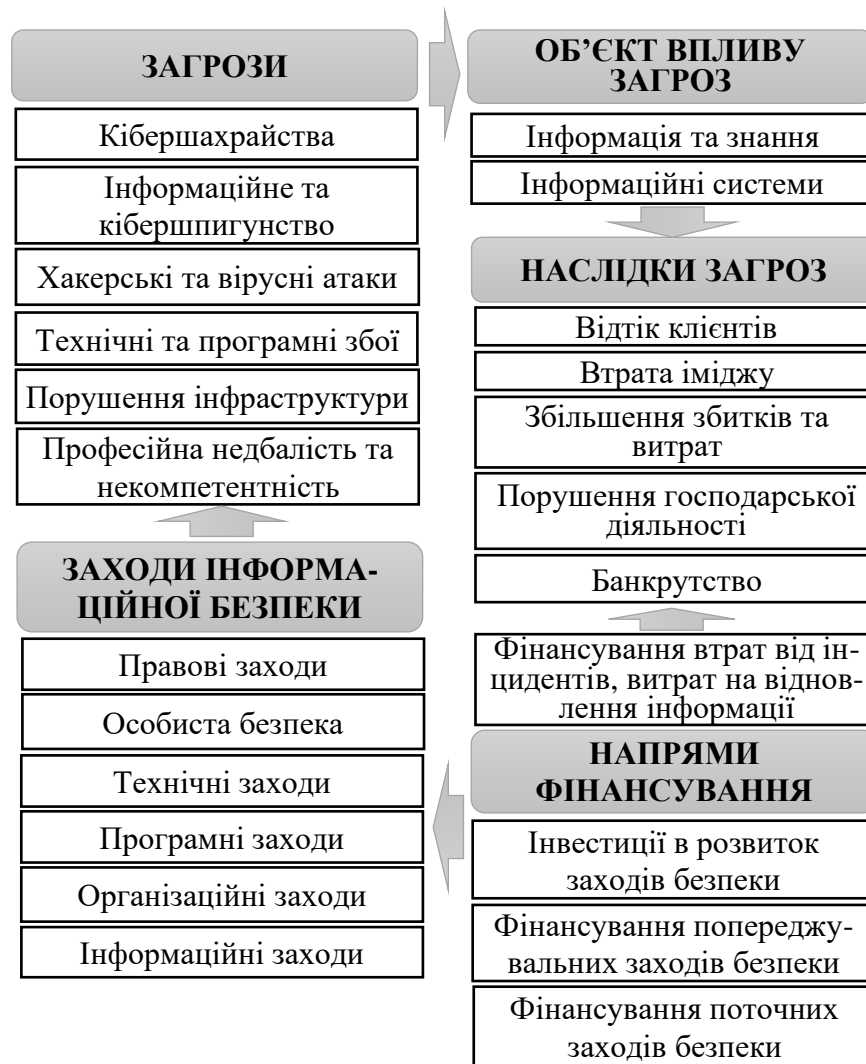 ЗАГРОЗИ
Кібершахрайства
Інформаційне та
кібершпигунство
Хакерські та вірусні атаки
Технічні та програмні збої
Порушення інфраструктури
Професійна недбалість та
некомпетентність
ЗАХОДИ ІНФОРМА-
ЦІЙНОЇ БЕЗПЕКИ
Правові заходи
Особиста безпека
Технічні заходи
Програмні заходи
Організаційні заходи
Інформаційні заходи
ОБ’ЄКТ ВПЛИВУ
ЗАГРОЗ
Інформація та знання
Інформаційні системи
НАСЛІДКИ ЗАГРОЗ
Відтік клієнтів
Втрата іміджу
Збільшення збитків та
витрат
Порушення господарської
діяльності
Банкрутство
Фінансування втрат від ін-
цидентів, витрат на віднов-
лення інформації
НАПРЯМИ
ФІНАНСУВАННЯ
Інвестиції в розвиток
заходів безпеки
Фінансування попереджу-
вальних заходів безпеки
Фінансування поточних
заходів безпеки